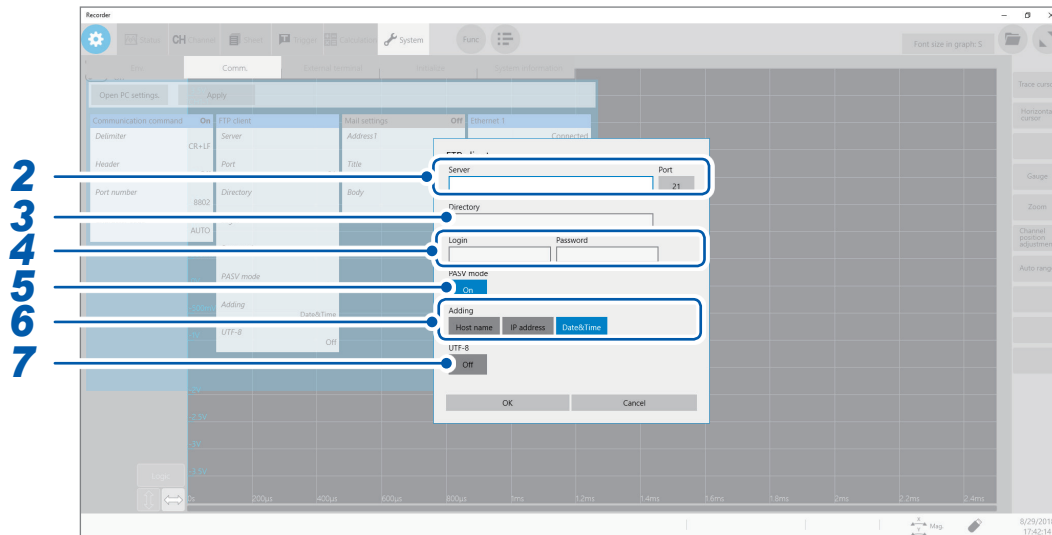 Recorder
Status CH Channel Sheet Trigger Calculation System Func Font size in graph: S
Env. Comm. External terminal Initialize System information
Open PC settings. Apply
Trace cursor
Horizontal cursor
Gauge
Zoom
Channel position adjustment
Auto range
Communication command On FTP client Mail settings Off Ethernet 1
Delimiter CR+LF Server Address1 Connected
Header Port Title
Port number 8802 Directory Body
AUTO
PASV mode
Adding Date&Time
UTF-8 Off
2
3
4
5
6
7
Server Port
21
Directory
Login Password
PASV mode
On
Adding
Host name IP address Date&Time
UTF-8
Off
OK Cancel
Logic
0s 200µs 400µs 600µs 800µs 1ms 1.2ms 1.4ms 1.6ms 1.8ms 2ms 2.2ms 2.4ms
Mag.
17:42:14